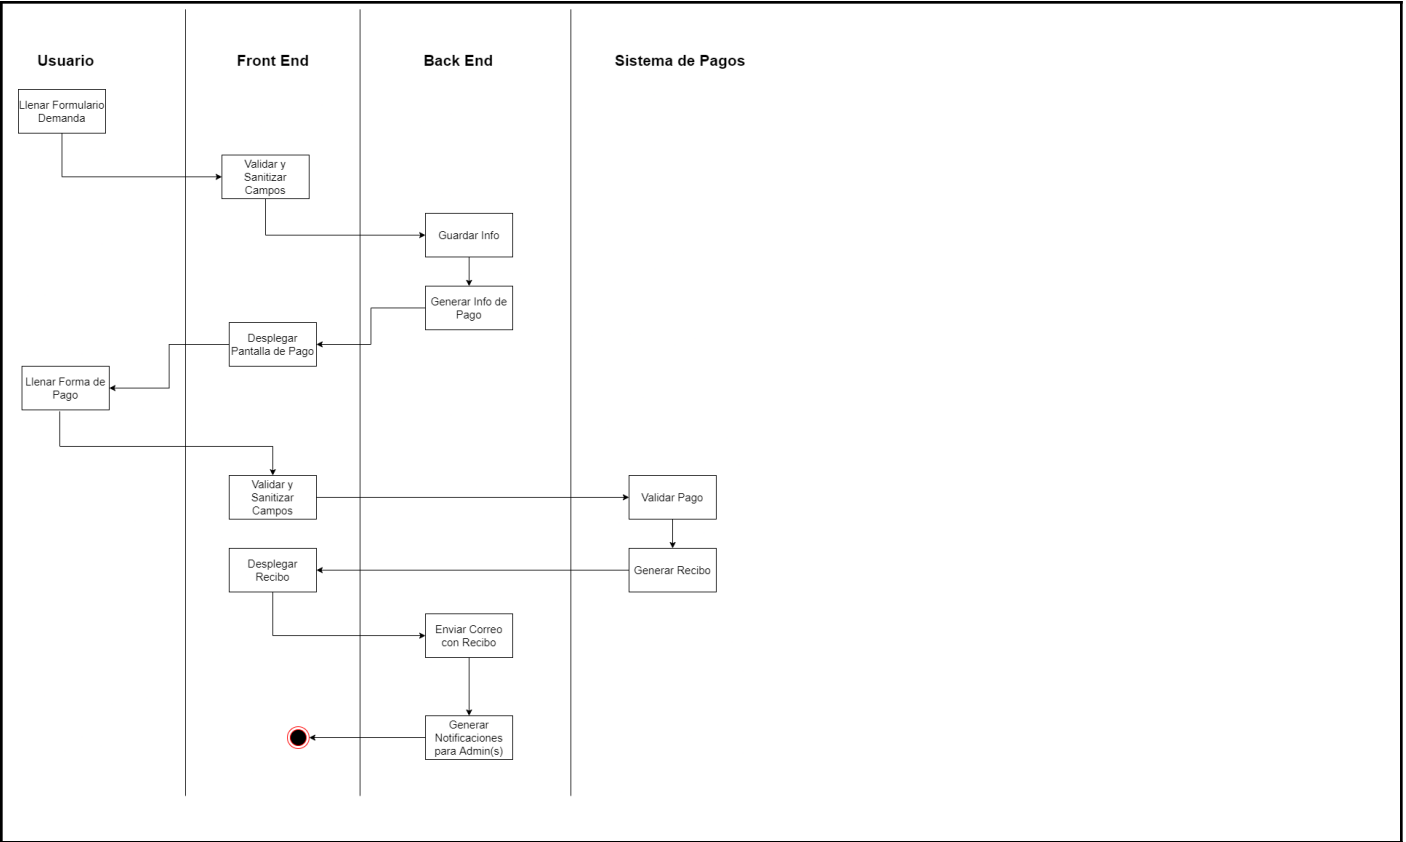 Usuario
Front End
Back End
Sistema de Pagos
Llenar Formulario
Demanda
Validar y
Sanitizar
Campos
Guardar Info
Generar Info de
Pago
Desplegar
Pantalla de Pago
Llenar Forma de
Pago
Validar y
Sanitizar
Campos
Validar Pago
Generar Recibo
Desplegar
Recibo
Enviar Correo
con Recibo
Generar
Notificaciones
para Admin(s)